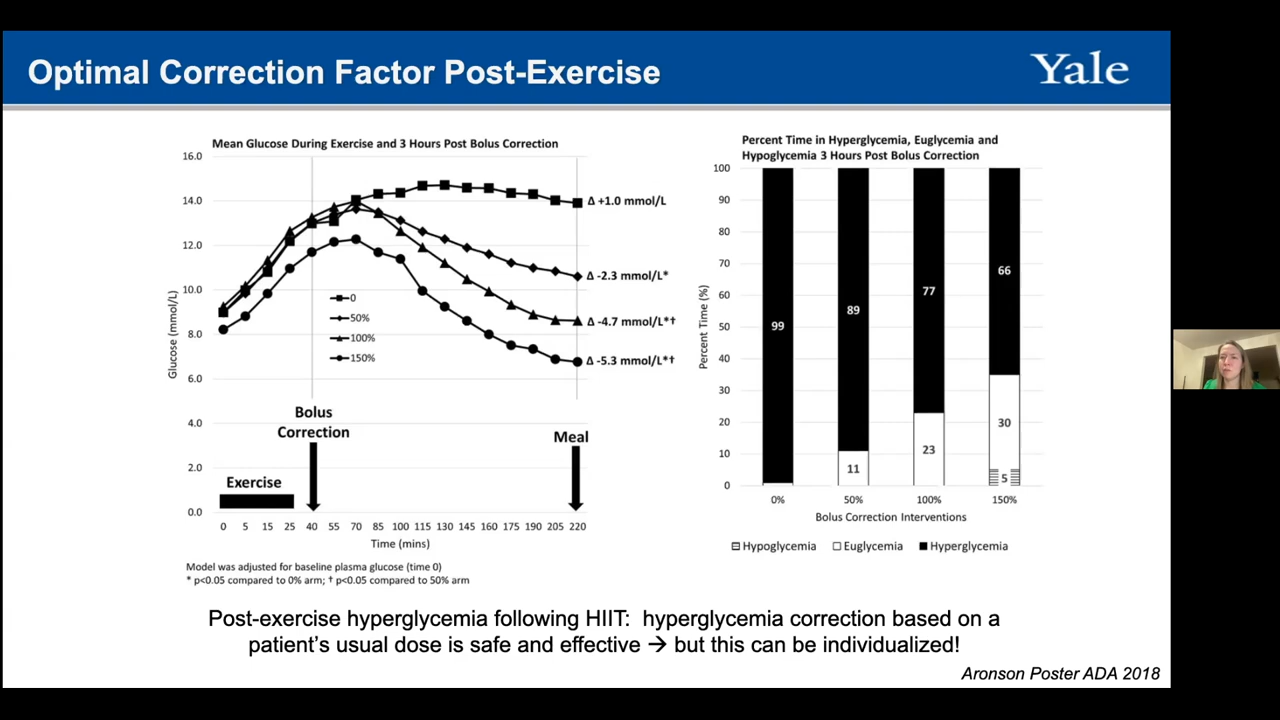 Optimal Correction Factor Post-Exercise
Yale
Mean Glucose During Exercise and 3 Hours Post Bolus Correction
16.0
14.0
12.0
10.0
8.0
6.0
4.0
2.0
0.0
Glucose (mmol/L)
Δ +1.0 mmol/L
Δ -2.3 mmol/L*
Δ -4.7 mmol/L*†
Δ -5.3 mmol/L*†
0
50%
100%
150%
Bolus
Correction
Meal
Exercise
0 5 15 25 40 55 70 85 100 115 130 145 160 175 190 205 220
Time (mins)
Model was adjusted for baseline plasma glucose (time 0)
* p<0.05 compared to 0% arm; † p<0.05 compared to 50% arm
Percent Time in Hyperglycemia, Euglycemia and
Hypoglycemia 3 Hours Post Bolus Correction
100
90
80
70
60
50
40
30
20
10
0
Percent Time (%)
99
89
11
77
23
66
30
5
0% 50% 100% 150%
Bolus Correction Interventions
Hypoglycemia Euglycemia Hyperglycemia
Post-exercise hyperglycemia following HIIT: hyperglycemia correction based on a
patient's usual dose is safe and effective → but this can be individualized!
Aronson Poster ADA 2018